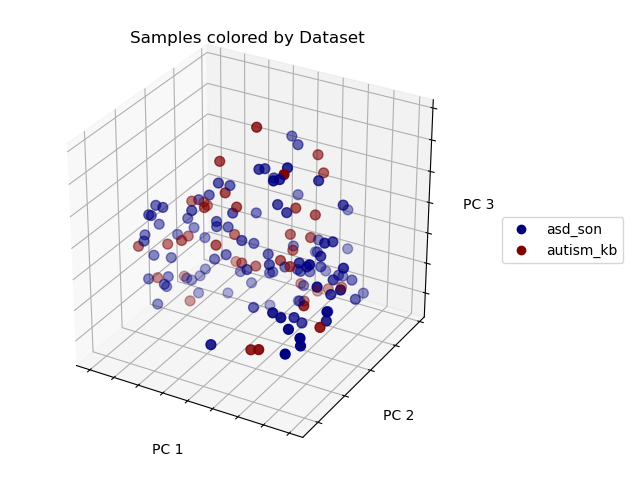 Samples colored by Dataset
PC 3
asd_son
autism_kb
PC 2
PC 1